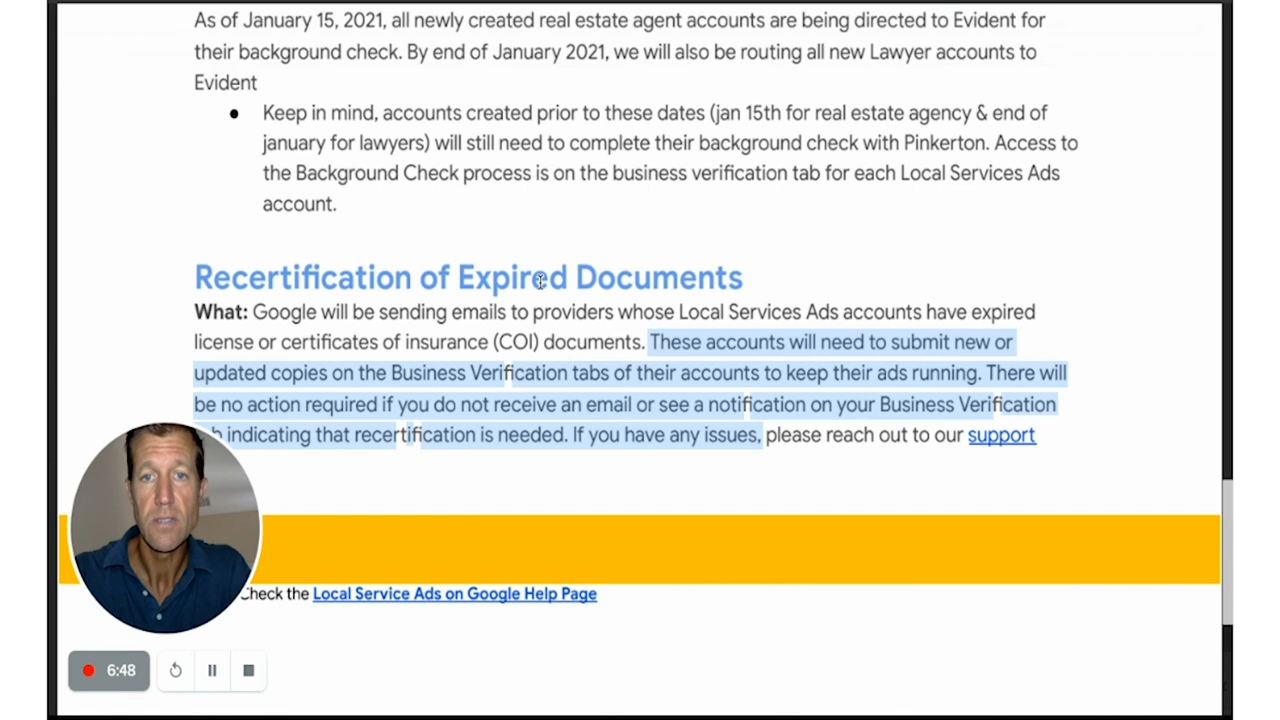 As of January 15, 2021, all newly created real estate agent accounts are being directed to Evident for
their background check. By end of January 2021, we will also be routing all new Lawyer accounts to
Evident
● Keep in mind, accounts created prior to these dates (jan 15th for real estate agency & end of
january for lawyers) will still need to complete their background check with Pinkerton. Access to
the Background Check process is on the business verification tab for each Local Services Ads
account.
Recertification of Expired Documents
What: Google will be sending emails to providers whose Local Services Ads accounts have expired
license or certificates of insurance (COI) documents. These accounts will need to submit new or
updated copies on the Business Verification tabs of their accounts to keep their ads running. There will
be no action required if you do not receive an email or see a notification on your Business Verification
indicating that recertification is needed. If you have any issues, please reach out to our support
Check the Local Service Ads on Google Help Page
6:48